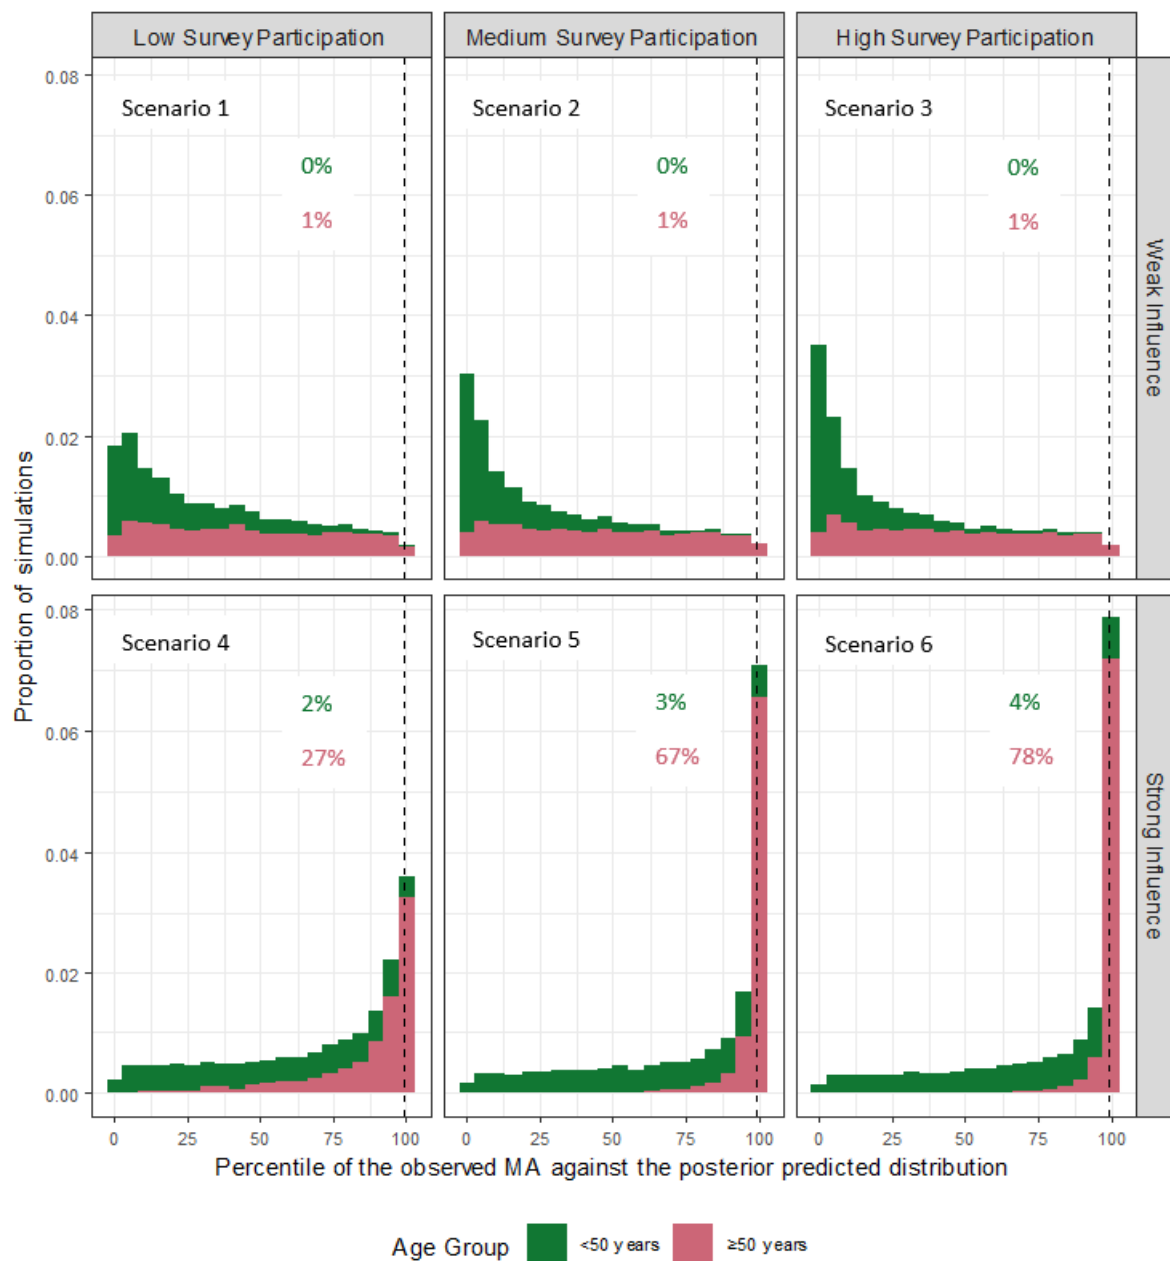 Low Survey Participation
Medium Survey Participation
High Survey Participation
Proportion of simulations
0.08
0.06
0.04
0.02
0.00
Scenario 1
0%
1%
Scenario 2
0%
1%
Scenario 3
0%
1%
Weak Influence
0.08
0.06
0.04
0.02
0.00
Scenario 4
2%
27%
Scenario 5
3%
67%
Scenario 6
4%
78%
Strong Influence
0 25 50 75 100
0 25 50 75 100
0 25 50 75 100
Percentile of the observed MA against the posterior predicted distribution
Age Group <50 years ≥50 years